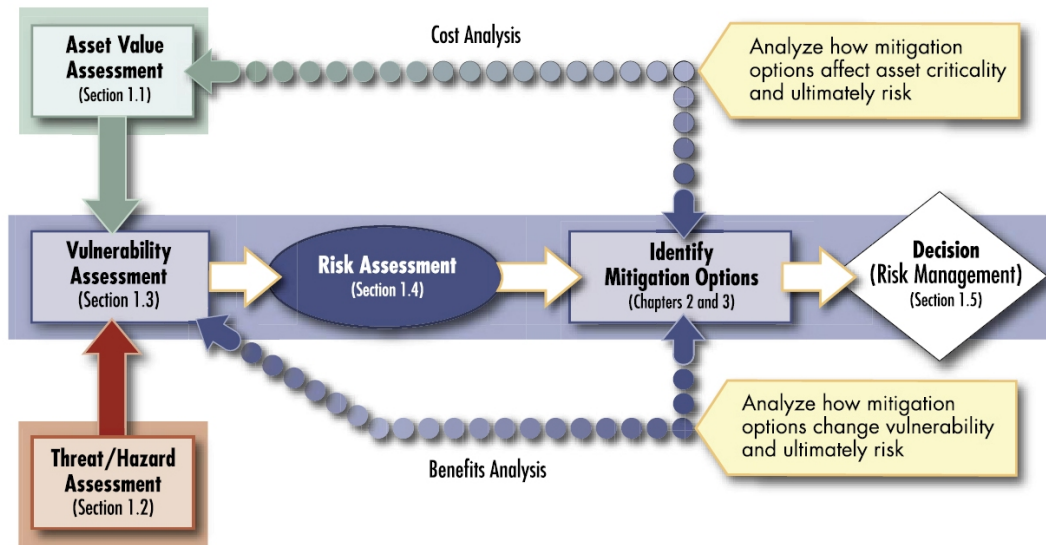 Asset Value
Assessment
(Section 1.1)
Cost Analysis
Analyze how mitigation
options affect asset criticality
and ultimately risk
Vulnerability
Assessment
(Section 1.3)
Risk Assessment
(Section 1.4)
Identify
Mitigation Options
(Chapters 2 and 3)
Decision
(Risk Management)
(Section 1.5)
Threat/Hazard
Assessment
(Section 1.2)
Benefits Analysis
Analyze how mitigation
options change vulnerability
and ultimately risk